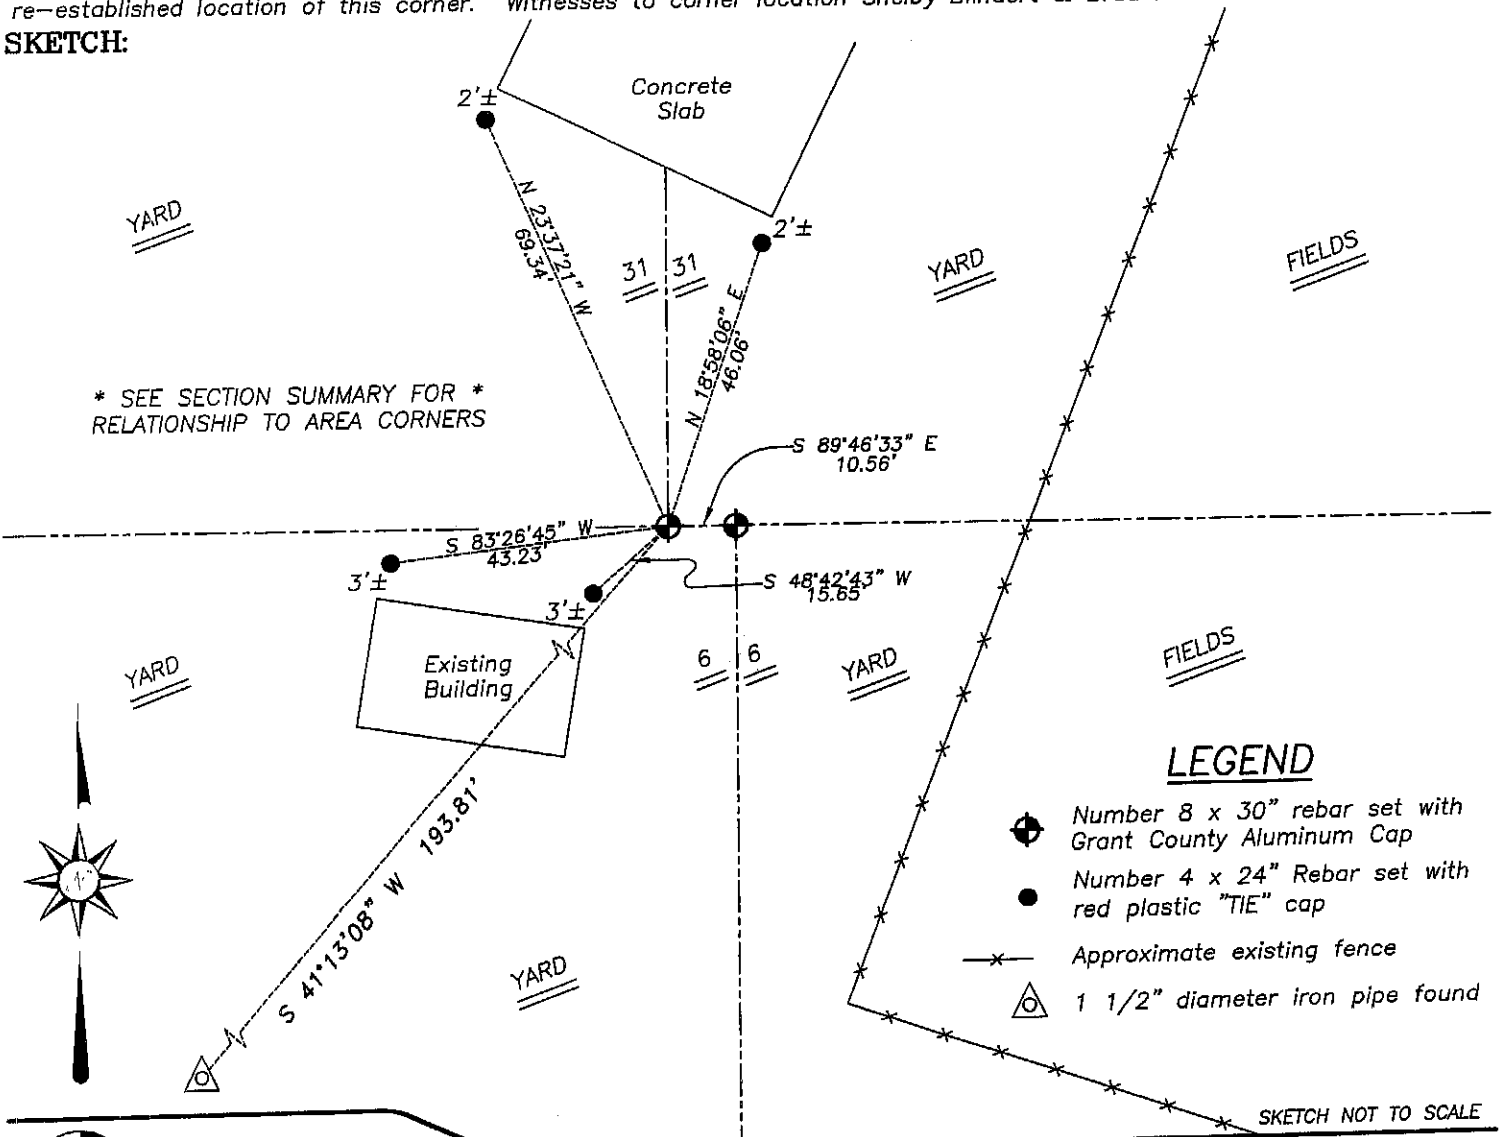 re-established location of this corner. Witnesses to corner location Shelby
SKETCH:
Concrete
Slab
2'±
2'±
YARD
N 23°37'21" W
69.34'
31 31
N 18°58'06" E
46.06'
YARD
FIELDS
* SEE SECTION SUMMARY FOR *
RELATIONSHIP TO AREA CORNERS
S 89°46'33" E
10.56'
S 83°26'45" W
43.23'
3'±
3'±
S 48°42'43" W
15.65'
Existing
Building
YARD
6 6
YARD
FIELDS
S 41°13'08" W 193.81'
YARD
LEGEND
Number 8 x 30" rebar set with
Grant County Aluminum Cap
Number 4 x 24" Rebar set with
red plastic "TIE" cap
Approximate existing fence
1 1/2" diameter iron pipe found
SKETCH NOT TO SCALE